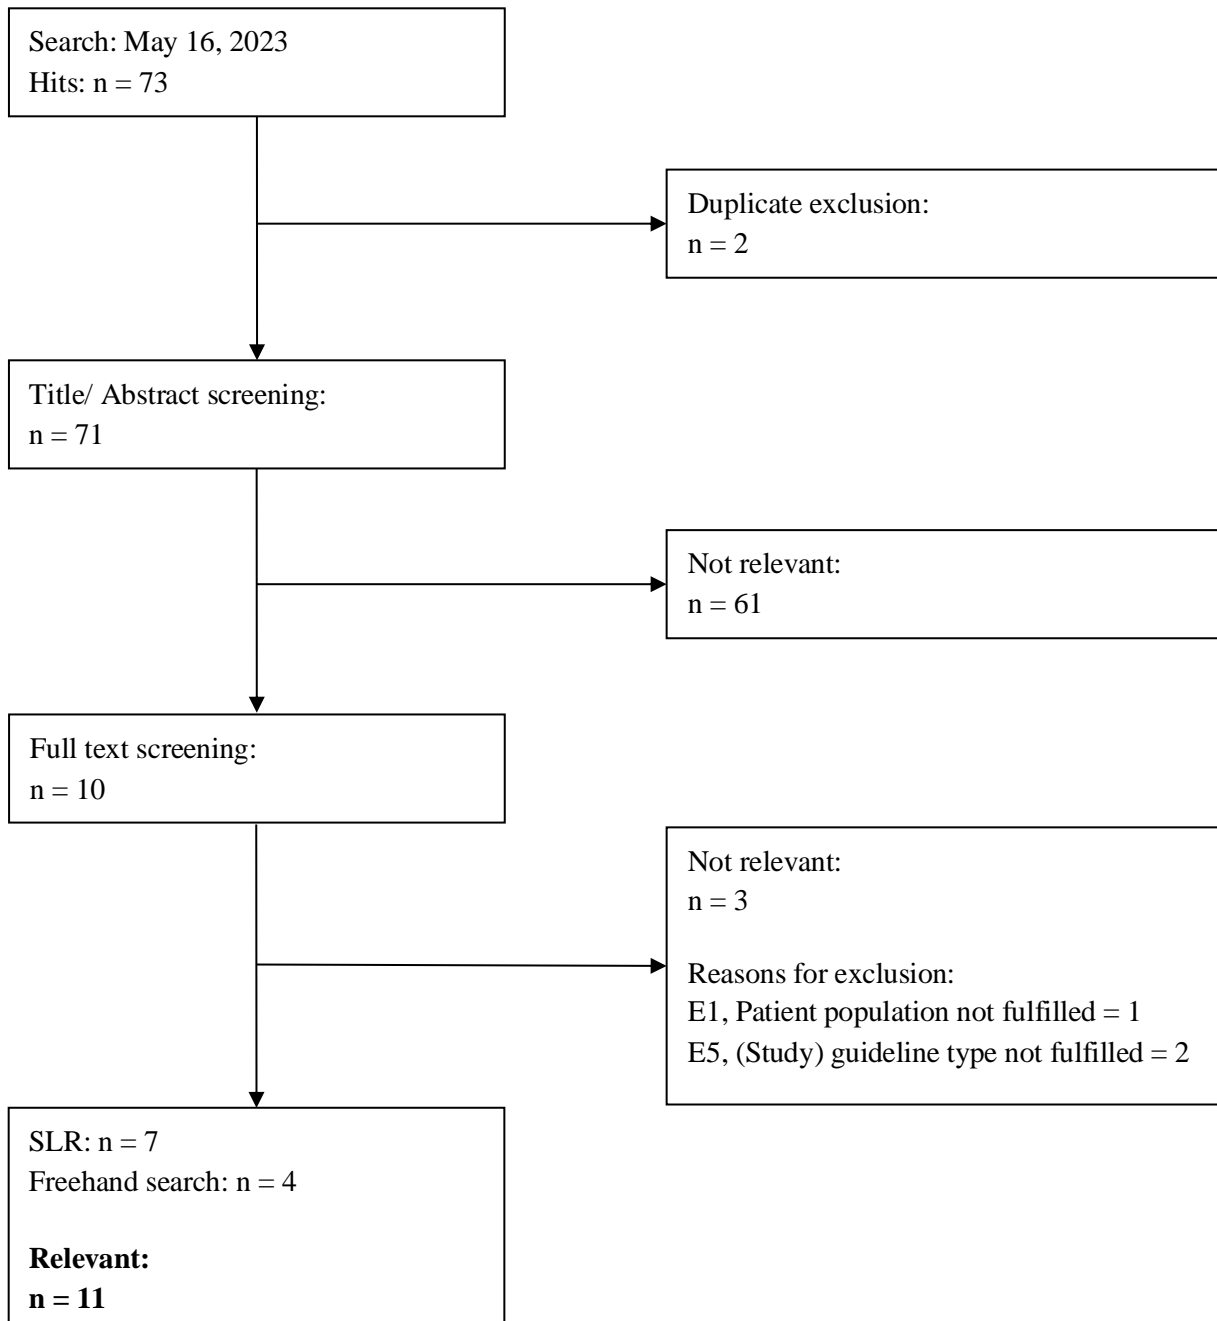 Search: May 16, 2023
Hits: n = 73
Duplicate exclusion:
n = 2
Title/ Abstract screening:
n = 71
Not relevant:
n = 61
Full text screening:
n = 10
Not relevant:
n = 3
Reasons for exclusion:
E1, Patient population not fulfilled = 1
E5, (Study) guideline type not fulfilled = 2
SLR: n = 7
Freehand search: n = 4
Relevant:
n = 11